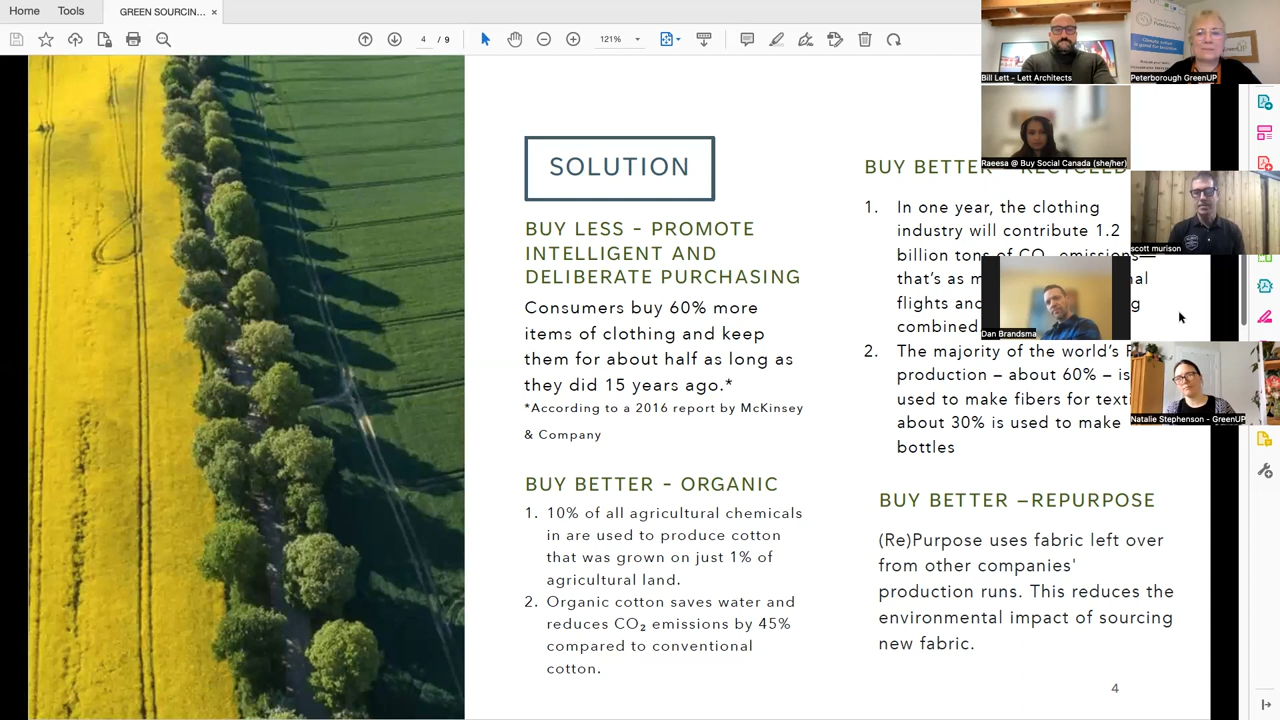 Home
Tools
GREEN SOURCIN...
4 / 9
121%
SOLUTION
BUY LESS – PROMOTE
INTELLIGENT AND
DELIBERATE PURCHASING
Consumers buy 60% more
items of clothing and keep
them for about half as long as
they did 15 years ago.*
*According to a 2016 report by McKinsey
& Company
BUY BETTER – ORGANIC
1. 10% of all agricultural chemicals
in are used to produce cotton
that was grown on just 1% of
agricultural land.
2. Organic cotton saves water and
reduces CO₂ emissions by 45%
compared to conventional
cotton.
BUY BETTER – RECYCLED
1. In one year, the clothing
industry will contribute 1.2
billion tons of CO₂ emissions—
that's as
flights and
combined
2. The majority of the world's
production – about 60% – is
used to make fibers for
about 30% is used to make
bottles
BUY BETTER –REPURPOSE
(Re)Purpose uses fabric left over
from other companies'
production runs. This reduces the
environmental impact of sourcing
new fabric.
4
Bill Lett - Lett Architects
Peterborough GreenUP
Raeesa @ Buy Social Canada (she/her)
scott murison
Dan Brandsma
Natalie Stephenson - GreenUP